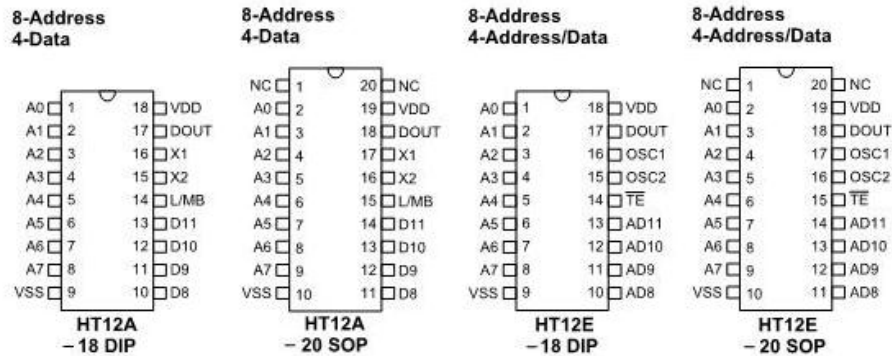 8-Address
4-Data
8-Address
4-Data
8-Address
4-Address/Data
8-Address
4-Address/Data
A0 1 18 VDD
A1 2 17 DOUT
A2 3 16 X1
A3 4 15 X2
A4 5 14 L/MB
A5 6 13 D11
A6 7 12 D10
A7 8 11 D9
VSS 9 10 D8
HT12A
– 18 DIP
NC 1 20 NC
A0 2 19 VDD
A1 3 18 DOUT
A2 4 17 X1
A3 5 16 X2
A4 6 15 L/MB
A5 7 14 D11
A6 8 13 D10
A7 9 12 D9
VSS 10 11 D8
HT12A
– 20 SOP
A0 1 18 VDD
A1 2 17 DOUT
A2 3 16 OSC1
A3 4 15 OSC2
A4 5 14 TE
A5 6 13 AD11
A6 7 12 AD10
A7 8 11 AD9
VSS 9 10 AD8
HT12E
– 18 DIP
NC 1 20 NC
A0 2 19 VDD
A1 3 18 DOUT
A2 4 17 OSC1
A3 5 16 OSC2
A4 6 15 TE
A5 7 14 AD11
A6 8 13 AD10
A7 9 12 AD9
VSS 10 11 AD8
HT12E
– 20 SOP